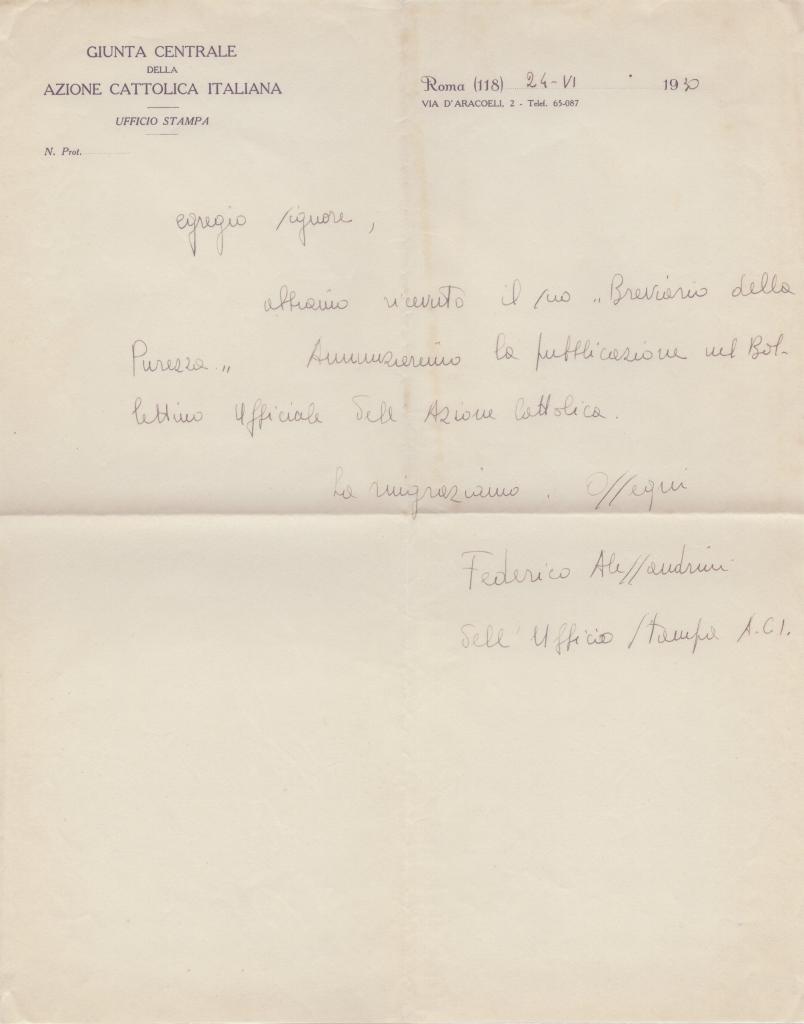 GIUNTA CENTRALE
DELLA
AZIONE CATTOLICA ITALIANA
UFFICIO STAMPA
N. Prot.
Roma (118) 24-VI 1930
VIA D'ARACOELI, 2 - Telef. 65-087
Egregio Signore,
abbiamo ricevuto il suo „Breviario della
Purezza„ Annunzieremo la pubblicazione nel Bol-
lettino Ufficiale dell'Azione Cattolica.
La ringraziamo. Ossequi
Federico Alessandrini
dell'Ufficio Stampa A.C.I.